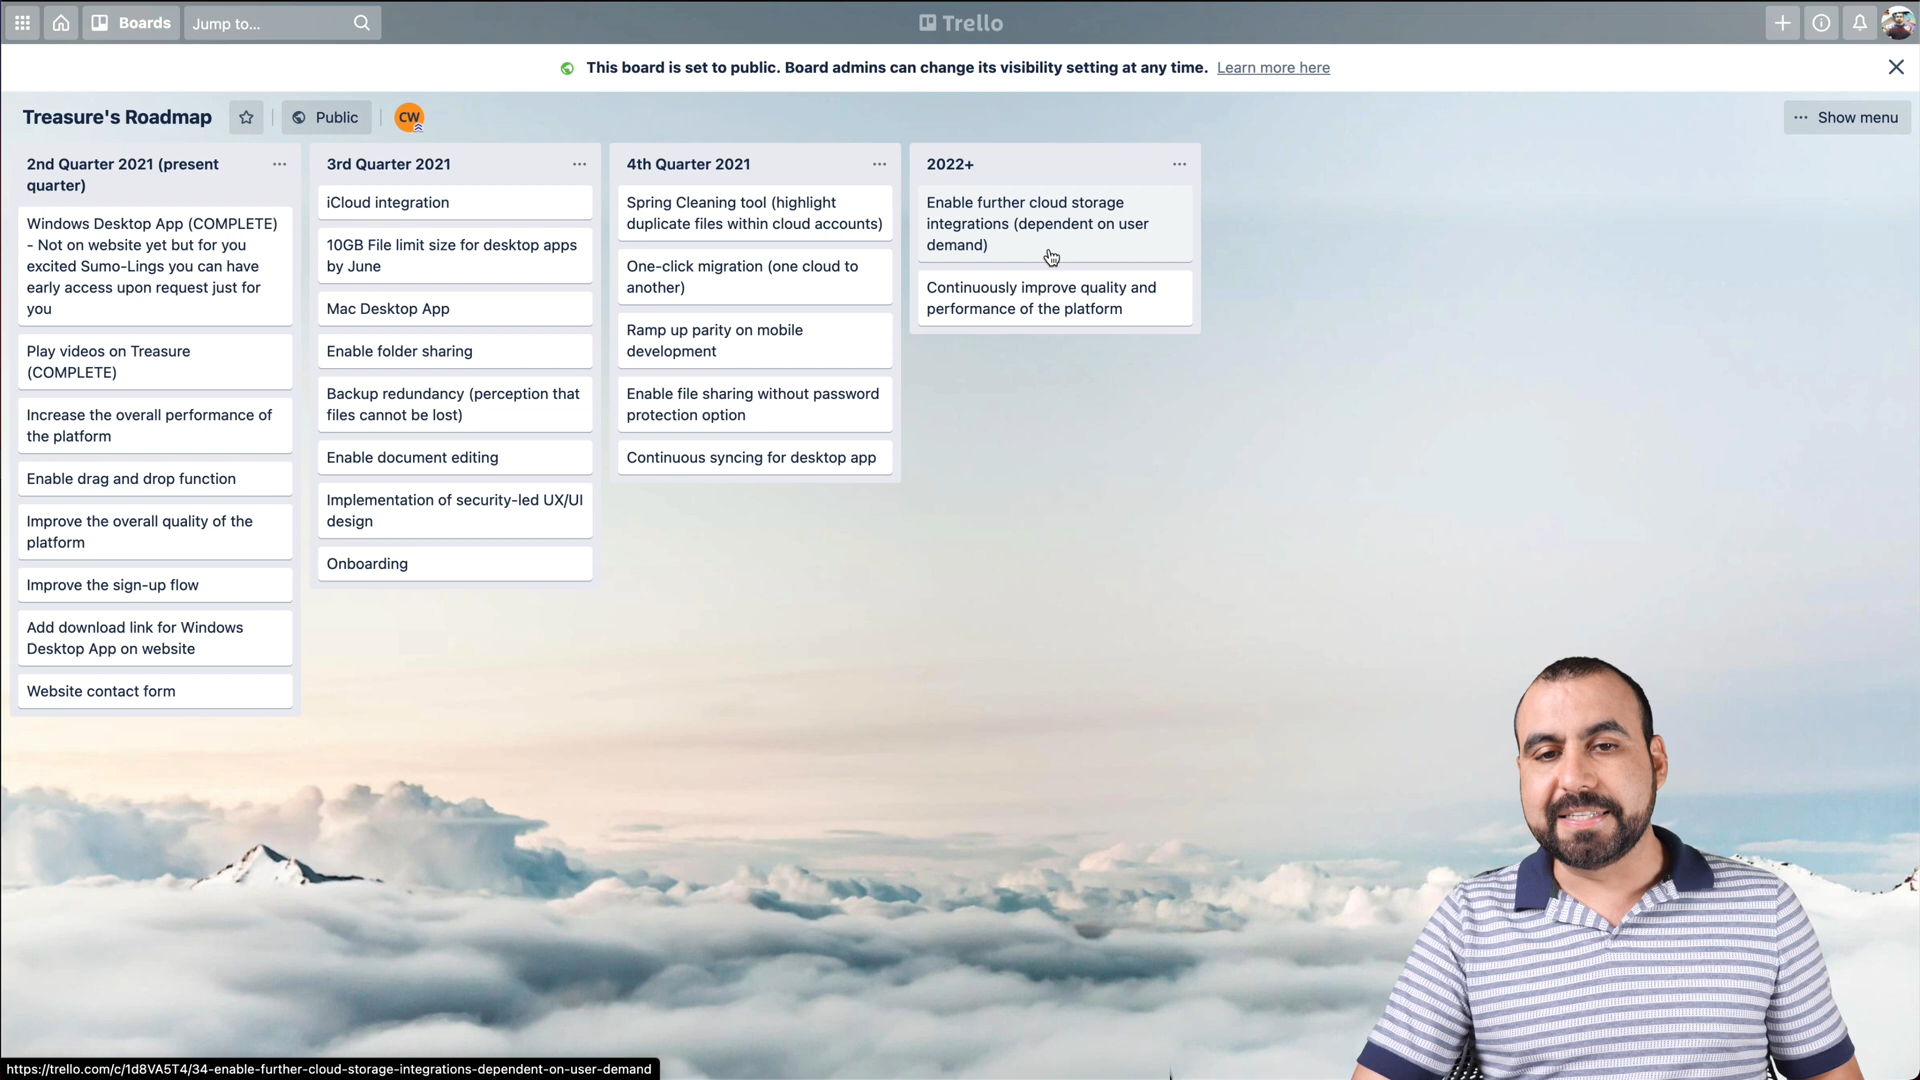 Boards
Jump to...
Trello
This board is set to public. Board admins can change its visibility setting at any time. Learn more here
Treasure's Roadmap
Public
CW
Show menu
2nd Quarter 2021 (present
quarter)
Windows Desktop App (COMPLETE)
- Not on website yet but for you
excited Sumo-Lings you can have
early access upon request just for
you
Play videos on Treasure
(COMPLETE)
Increase the overall performance of
the platform
Enable drag and drop function
Improve the overall quality of the
platform
Improve the sign-up flow
Add download link for Windows
Desktop App on website
Website contact form
3rd Quarter 2021
iCloud integration
10GB File limit size for desktop apps
by June
Mac Desktop App
Enable folder sharing
Backup redundancy (perception that
files cannot be lost)
Enable document editing
Implementation of security-led UX/UI
design
Onboarding
4th Quarter 2021
Spring Cleaning tool (highlight
duplicate files within cloud accounts)
One-click migration (one cloud to
another)
Ramp up parity on mobile
development
Enable file sharing without password
protection option
Continuous syncing for desktop app
2022+
Enable further cloud storage
integrations (dependent on user
demand)
Continuously improve quality and
performance of the platform
https://trello.com/c/1d8VA5T4/34-enable-further-cloud-storage-integrations-dependent-on-user-demand